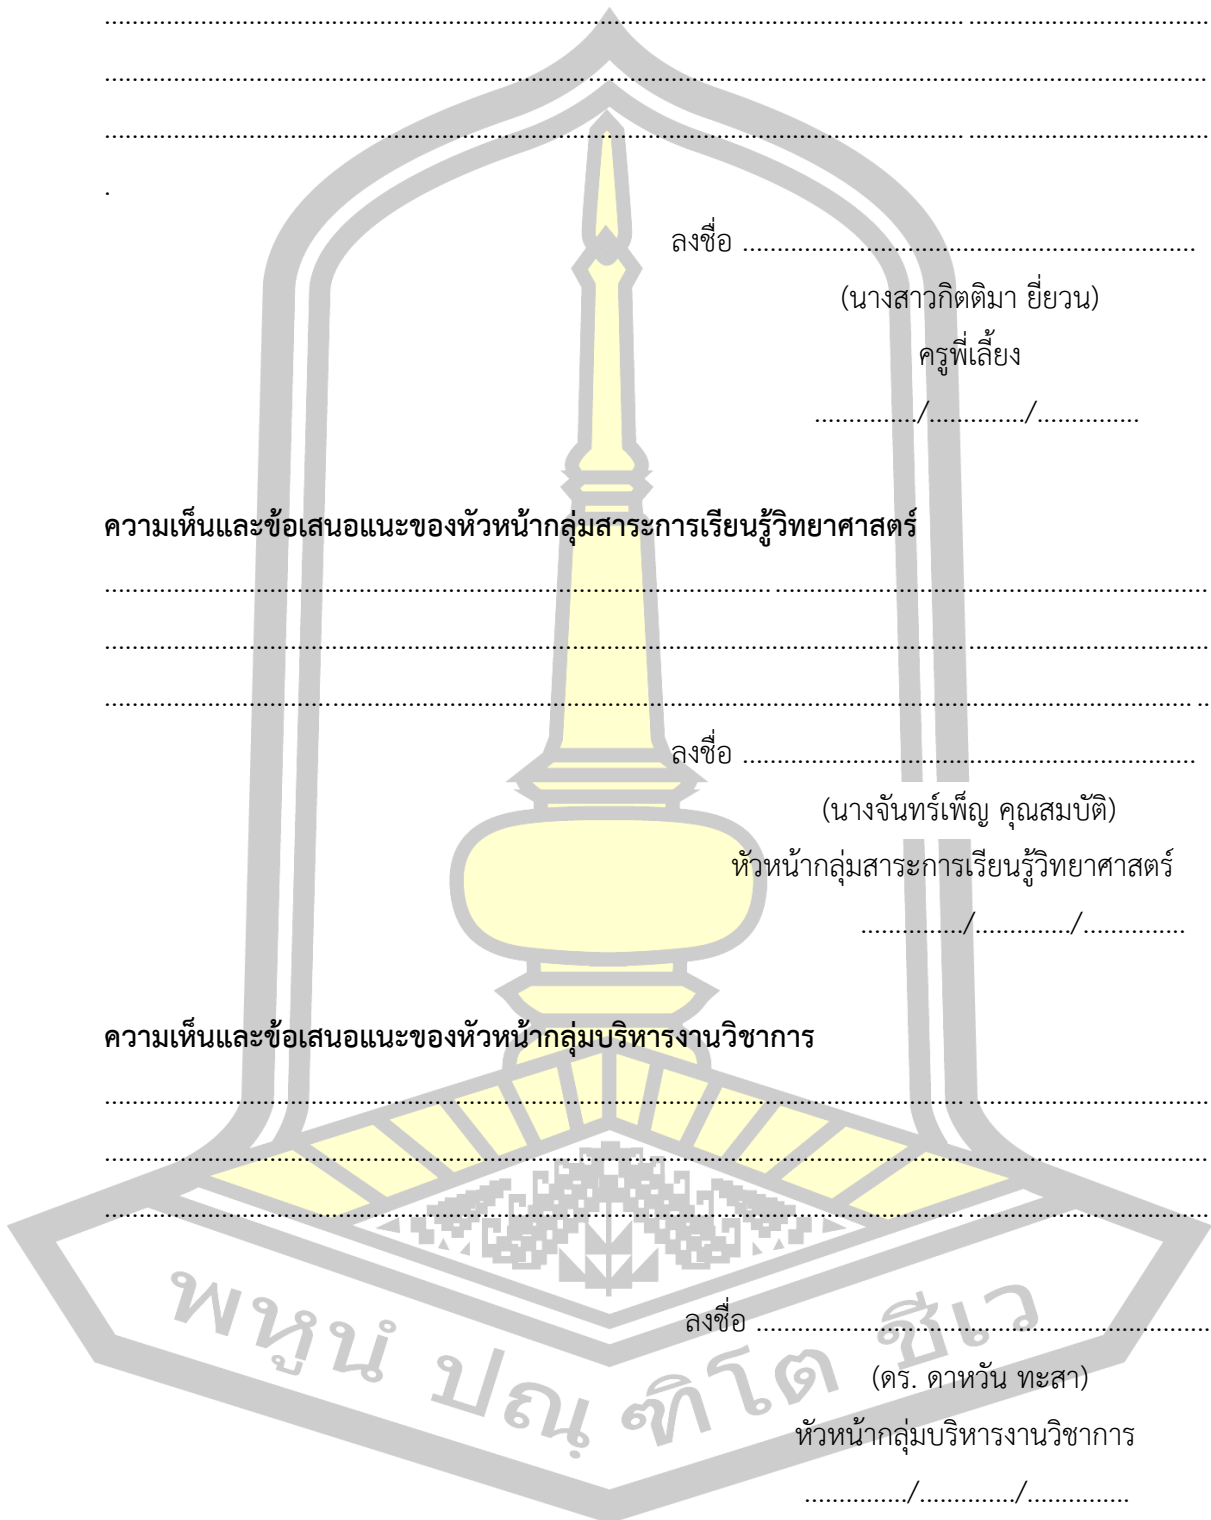 ................................................................................................................................ ....................................
....................................................................................................................................................................
................................................................................................................................ ....................................
.
ลงชื่อ ..................................................................
(นางสาวกิตติมา ยี่ยวน)
ครูพี่เลี้ยง
.............../............../...............
ความเห็นและข้อเสนอแนะของหัวหน้ากลุ่มสาระการเรียนรู้วิทยาศาสตร์
................................................................................................... ................................................................
................................................................................................................................ ....................................
.................................................................................................................................................................. ..
ลงชื่อ ..................................................................
(นางจันทร์เพ็ญ คุณสมบัติ)
หัวหน้ากลุ่มสาระการเรียนรู้วิทยาศาสตร์
.............../............../...............
ความเห็นและข้อเสนอแนะของหัวหน้ากลุ่มบริหารงานวิชาการ
................................................................................................................................ ....................................
.................................................................................................. .................................................................
....................................................................................................................................................................
ลงชื่อ ..................................................................
(ดร. ดาหวัน ทะสา)
หัวหน้ากลุ่มบริหารงานวิชาการ
.............../............../...............
พหูนํ ปณฺฑิโต ชีเว